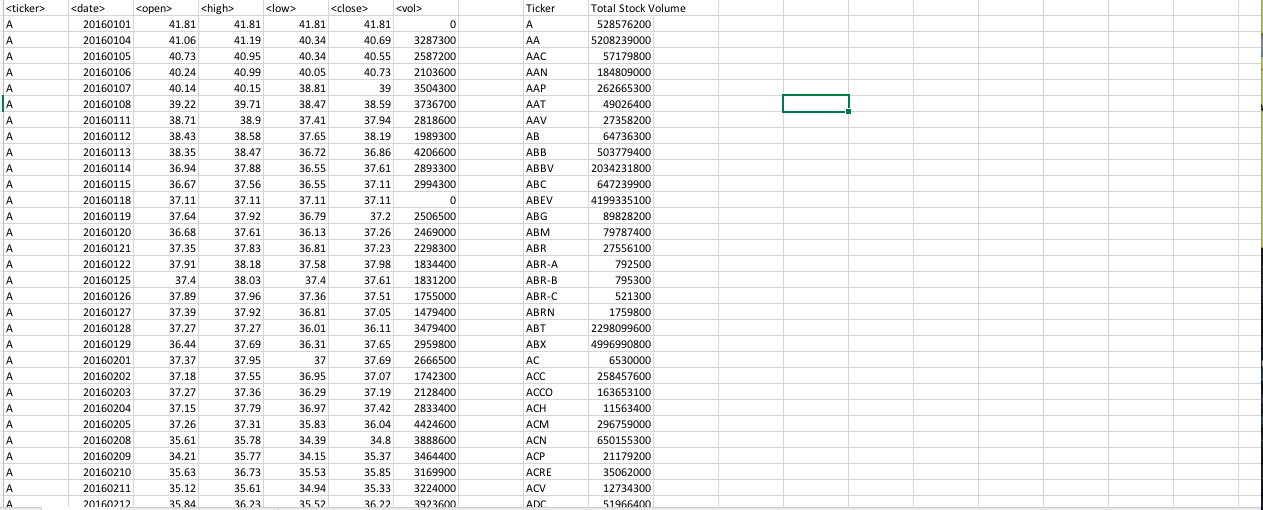 <ticker> <date> <open> <high> <low> <close> <vol> Ticker Total Stock Volume
A 20160101 41.81 41.81 41.81 41.81 0 A 528576200
A 20160104 41.06 41.19 40.34 40.69 3287300 AA 5208239000
A 20160105 40.73 40.95 40.34 40.55 2587200 AAC 57179800
A 20160106 40.24 40.99 40.05 40.73 2103600 AAN 184809000
A 20160107 40.14 40.15 38.81 39 3504300 AAP 262665300
A 20160108 39.22 39.71 38.47 38.59 3736700 AAT 49026400
A 20160111 38.71 38.9 37.41 37.94 2818600 AAV 27358200
A 20160112 38.43 38.58 37.65 38.19 1989300 AB 64736300
A 20160113 38.35 38.47 36.72 36.86 4206600 ABB 503779400
A 20160114 36.94 37.88 36.55 37.61 2893300 ABBV 2034231800
A 20160115 36.67 37.56 36.55 37.11 2994300 ABC 647239900
A 20160118 37.11 37.11 37.11 37.11 0 ABEV 4199335100
A 20160119 37.64 37.92 36.79 37.2 2506500 ABG 89828200
A 20160120 36.68 37.61 36.13 37.26 2469000 ABM 79787400
A 20160121 37.35 37.83 36.81 37.23 2298300 ABR 27556100
A 20160122 37.91 38.18 37.58 37.98 1834400 ABR-A 792500
A 20160125 37.4 38.03 37.4 37.61 1831200 ABR-B 795300
A 20160126 37.89 37.96 37.36 37.51 1755000 ABR-C 521300
A 20160127 37.39 37.92 36.81 37.05 1479400 ABRN 1759800
A 20160128 37.27 37.27 36.01 36.11 3479400 ABT 2298099600
A 20160129 36.44 37.69 36.31 37.65 2959800 ABX 4996990800
A 20160201 37.37 37.95 37 37.69 2666500 AC 6530000
A 20160202 37.18 37.55 36.95 37.07 1742300 ACC 258457600
A 20160203 37.27 37.36 36.29 37.19 2128400 ACCO 163653100
A 20160204 37.15 37.79 36.97 37.42 2833400 ACH 11563400
A 20160205 37.26 37.31 35.83 36.04 4424600 ACM 296759000
A 20160208 35.61 35.78 34.39 34.8 3888600 ACN 650155300
A 20160209 34.21 35.77 34.15 35.37 3464400 ACP 21179200
A 20160210 35.63 36.73 35.53 35.85 3169900 ACRE 35062000
A 20160211 35.12 35.61 34.94 35.33 3224000 ACV 12734300
A 20160212 35.84 36.23 35.52 36.22 3923600 ADC 51966400